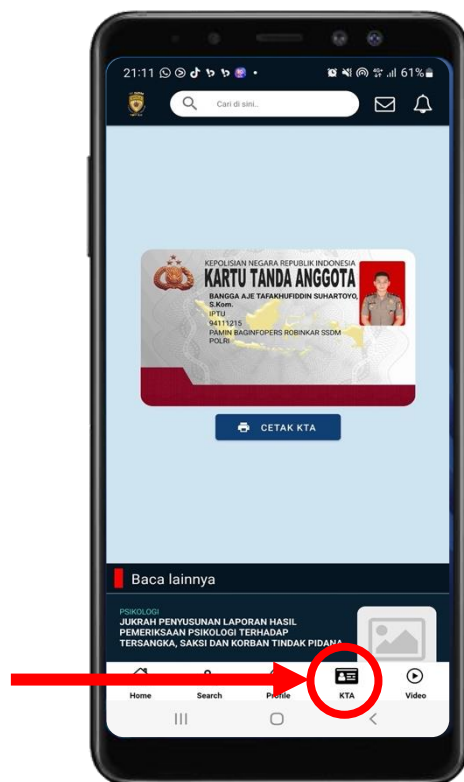 21:11
61%
Cari di sini..
KEPOLISIAN NEGARA REPUBLIK INDONESIA
KARTU TANDA ANGGOTA
BANGGA AJE TAFAKHUFIDDIN SUHARTOYO,
S.Kom.
IPTU
94111215
PAMIN BAGINFOPERS ROBINKAR SSDM
POLRI
CETAK KTA
Baca lainnya
PSIKOLOGI
JUKRAH PENYUSUNAN LAPORAN HASIL
PEMERIKSAAN PSIKOLOGI TERHADAP
TERSANGKA, SAKSI DAN KORBAN TINDAK PIDANA
Home Search Profile KTA Video